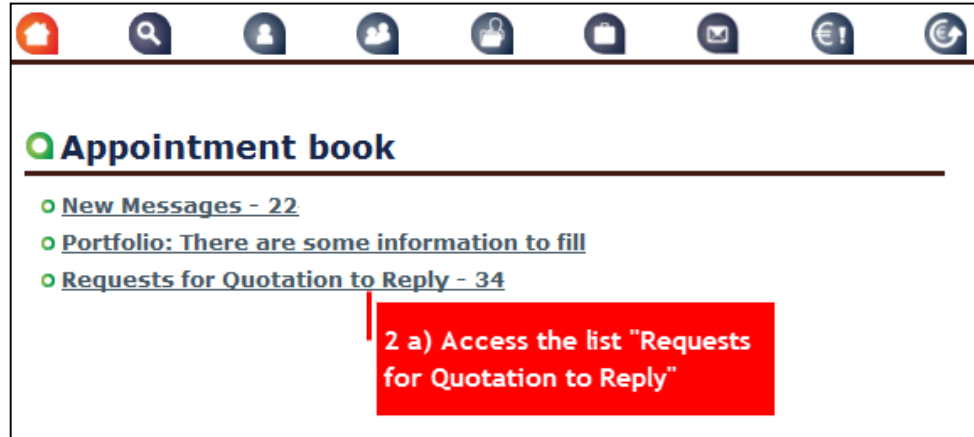 Appointment book
New Messages - 22
Portfolio: There are some information to fill
Requests for Quotation to Reply - 34
2 a) Access the list "Requests
for Quotation to Reply"